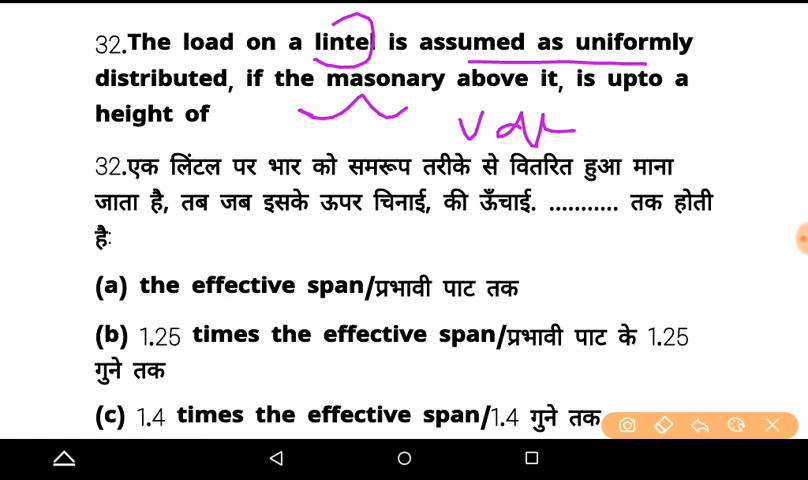 32.The load on a lintel is assumed as uniformly
distributed, if the masonary above it, is upto a
height of
32.एक लिंटल पर भार को समरूप तरीके से वितरित हुआ माना
जाता है, तब जब इसके ऊपर चिनाई, की ऊँचाई. ........... तक होती
है:
(a) the effective span/प्रभावी पाट तक
(b) 1.25 times the effective span/प्रभावी पाट के 1.25
गुने तक
(c) 1.4 times the effective span/1.4 गुने तक